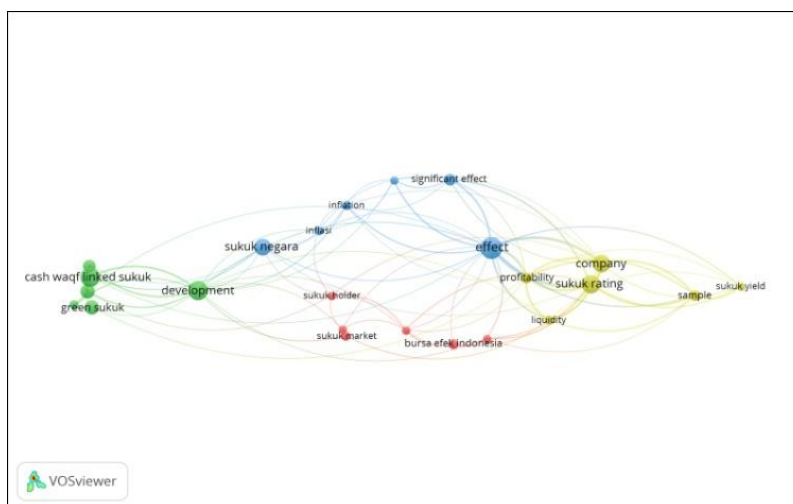 significant effect
inflation
inflasi
sukuk negara
effect
company
cash waqf linked sukuk
profitability
sukuk rating
sukuk yield
development
sukuk holder
sample
green sukuk
liquidity
sukuk market
bursa efek indonesia
VOSviewer